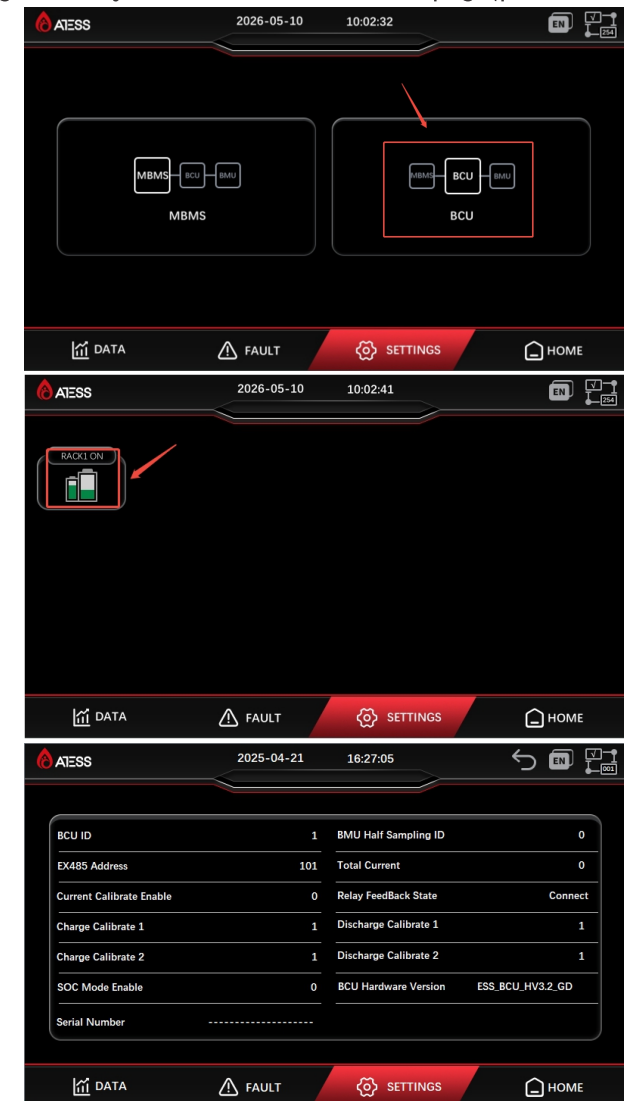 ATESS 2026-05-10 10:02:32 EN √ 254
MBMS BCU BMU MBMS BCU BMU
MBMS BCU
DATA FAULT SETTINGS HOME
ATESS 2026-05-10 10:02:41 EN √ 254
RACK1 ON
DATA FAULT SETTINGS HOME
ATESS 2025-04-21 16:27:05 EN √ 001
BCU ID 1 BMU Half Sampling ID 0
EX485 Address 101 Total Current 0
Current Calibrate Enable 0 Relay FeedBack State Connect
Charge Calibrate 1 1 Discharge Calibrate 1 1
Charge Calibrate 2 1 Discharge Calibrate 2 1
SOC Mode Enable 0 BCU Hardware Version ESS_BCU_HV3.2_GD
Serial Number --------------------
DATA FAULT SETTINGS HOME